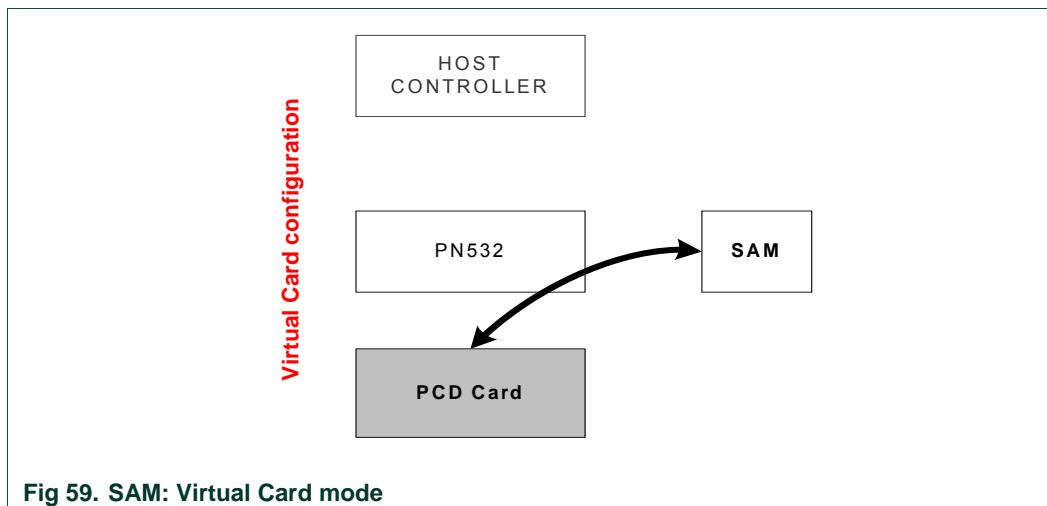 HOST
CONTROLLER
Virtual Card configuration
PN532
SAM
PCD Card
Fig 59. SAM: Virtual Card mode